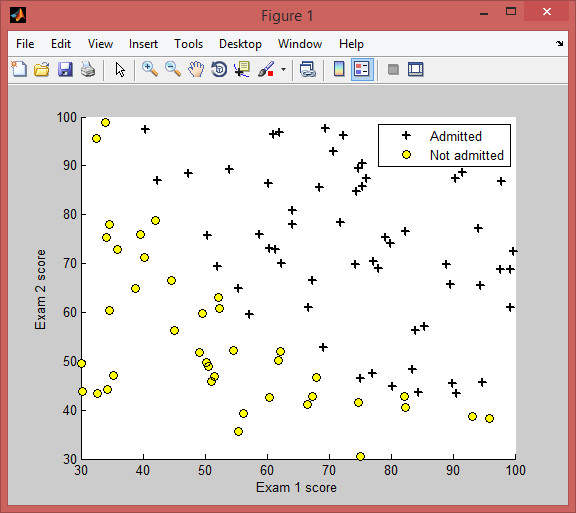 Figure 1
File Edit View Insert Tools Desktop Window Help
100
90
80
70
60
50
40
30
Exam 2 score
Admitted
Not admitted
30 40 50 60 70 80 90 100
Exam 1 score